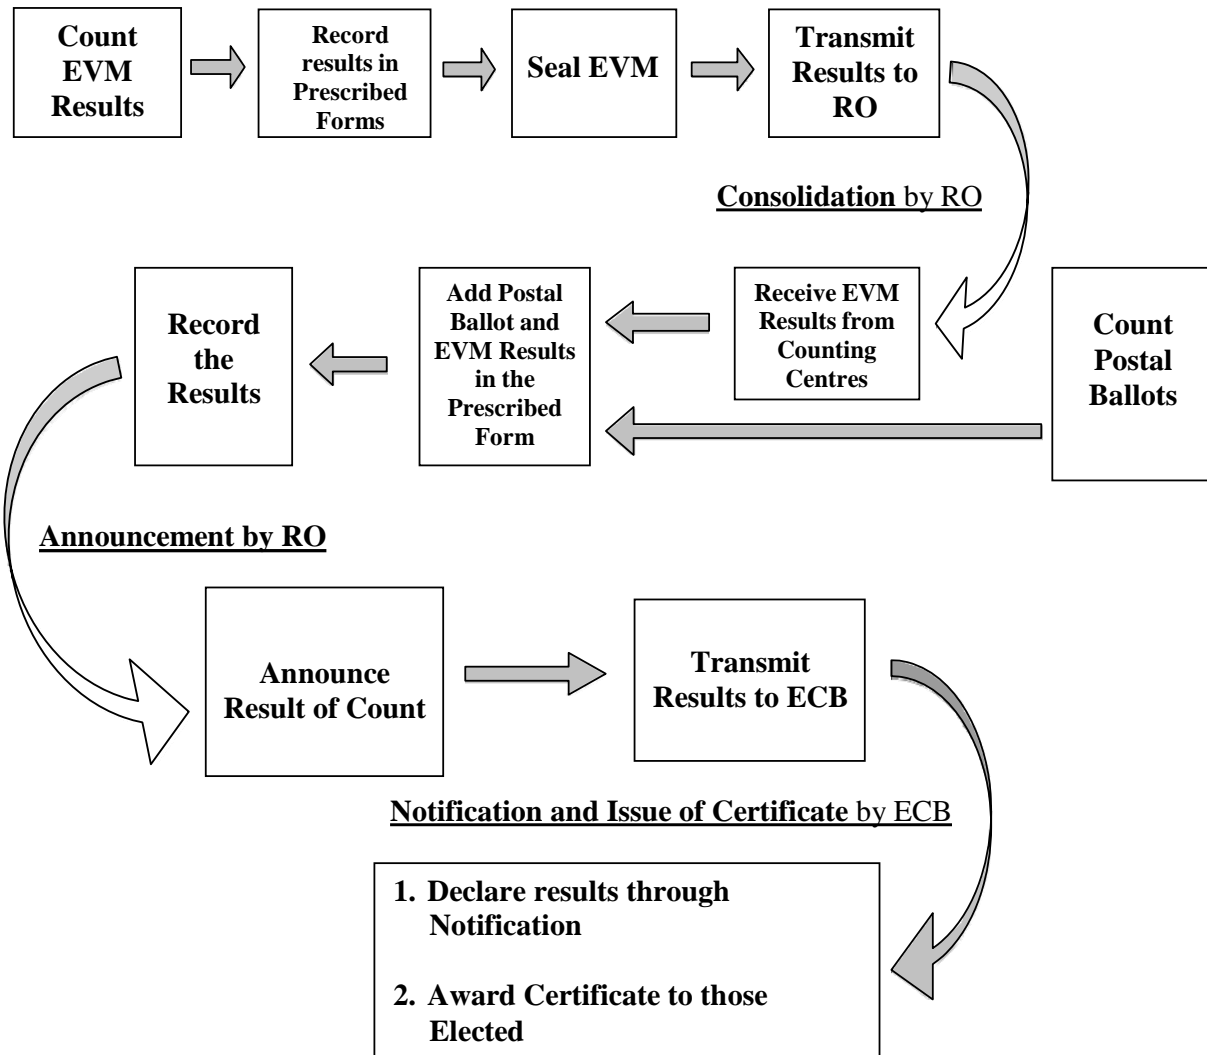 Count
EVM
Results
Record
results in
Prescribed
Forms
Seal EVM
Transmit
Results to
RO
Consolidation by RO
Receive EVM
Results from
Counting
Centres
Count
Postal
Ballots
Add Postal
Ballot and
EVM Results
in the
Prescribed
Form
Record
the
Results
Announcement by RO
Announce
Result of Count
Transmit
Results to ECB
Notification and Issue of Certificate by ECB
1. Declare results through
Notification
2. Award Certificate to those
Elected